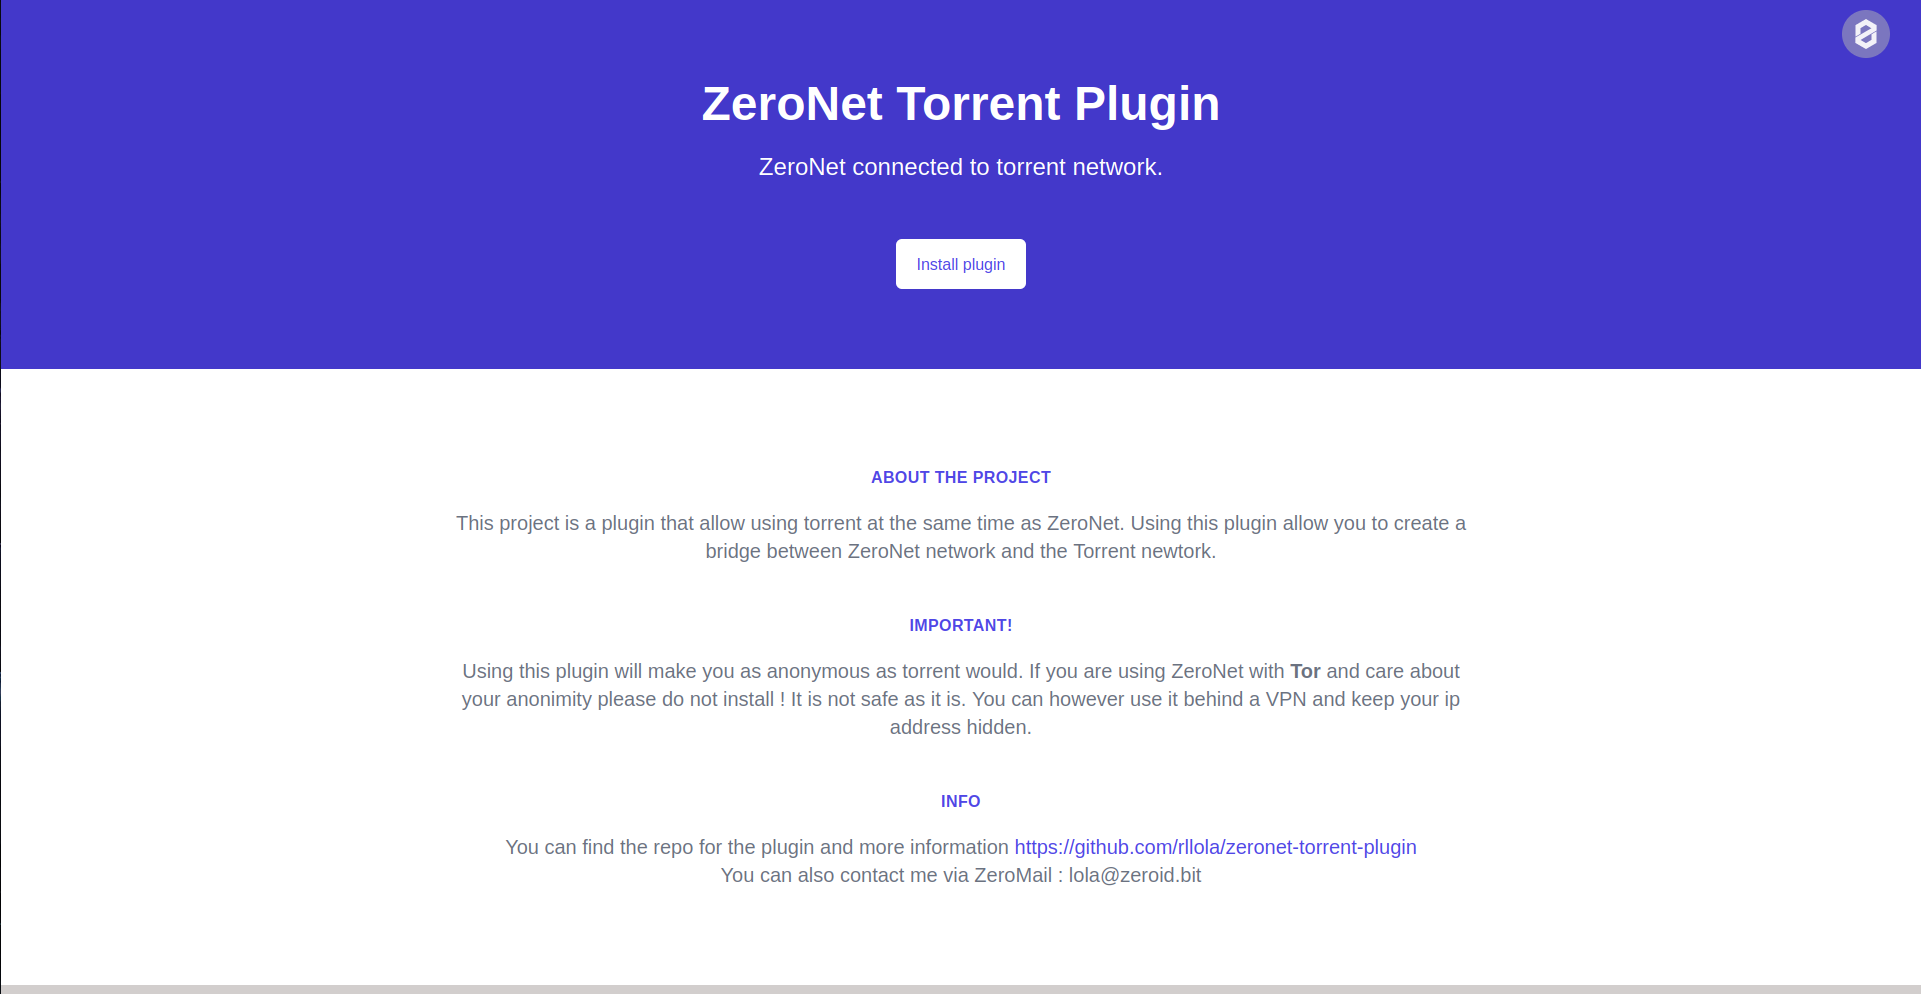 ZeroNet Torrent Plugin
ZeroNet connected to torrent network.
Install plugin
ABOUT THE PROJECT
This project is a plugin that allow using torrent at the same time as ZeroNet. Using this plugin allow you to create a
bridge between ZeroNet network and the Torrent newtork.
IMPORTANT!
Using this plugin will make you as anonymous as torrent would. If you are using ZeroNet with Tor and care about
your anonimity please do not install ! It is not safe as it is. You can however use it behind a VPN and keep your ip
address hidden.
INFO
You can find the repo for the plugin and more information https://github.com/rllola/zeronet-torrent-plugin
You can also contact me via ZeroMail : lola@zeroid.bit